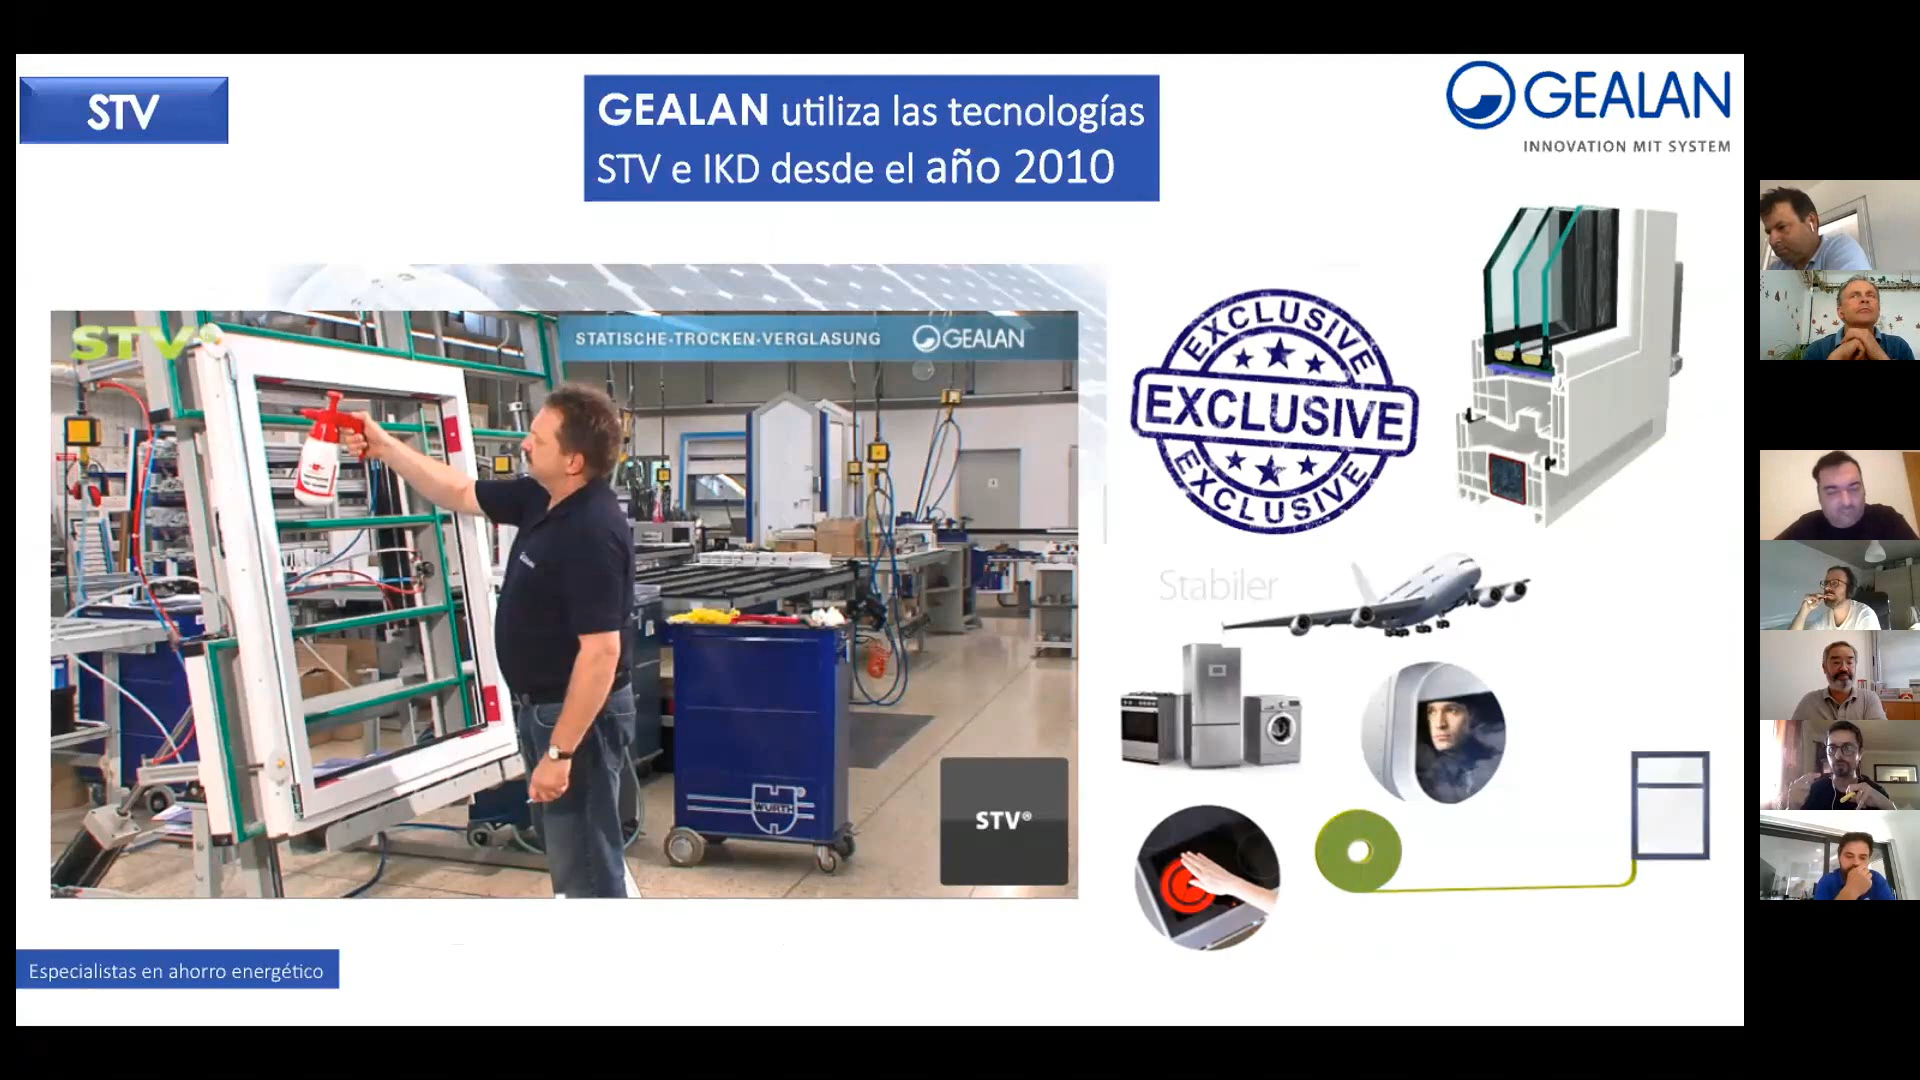 STV
GEALAN utiliza las tecnologías
STV e IKD desde el año 2010
GEALAN
INNOVATION MIT SYSTEM
STV®
STATISCHE-TROCKEN-VERGLASUNG
GEALAN
EXCLUSIVE
EXCLUSIVE
EXCLUSIVE
Stabiler
WÜRTH
STV®
Especialistas en ahorro energético